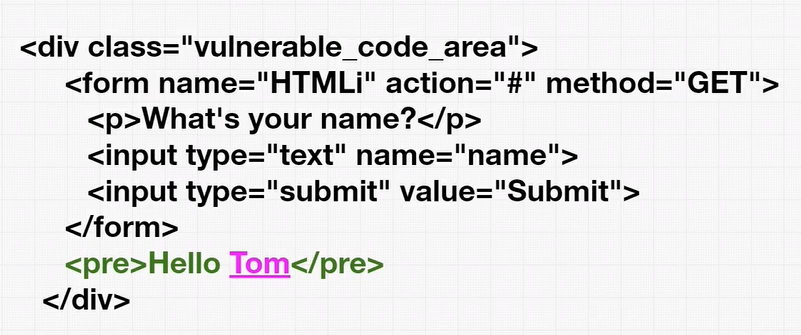 <div class="vulnerable_code_area">
<form name="HTMLi" action="#" method="GET">
<p>What's your name?</p>
<input type="text" name="name">
<input type="submit" value="Submit">
</form>
<pre>Hello Tom</pre>
</div>